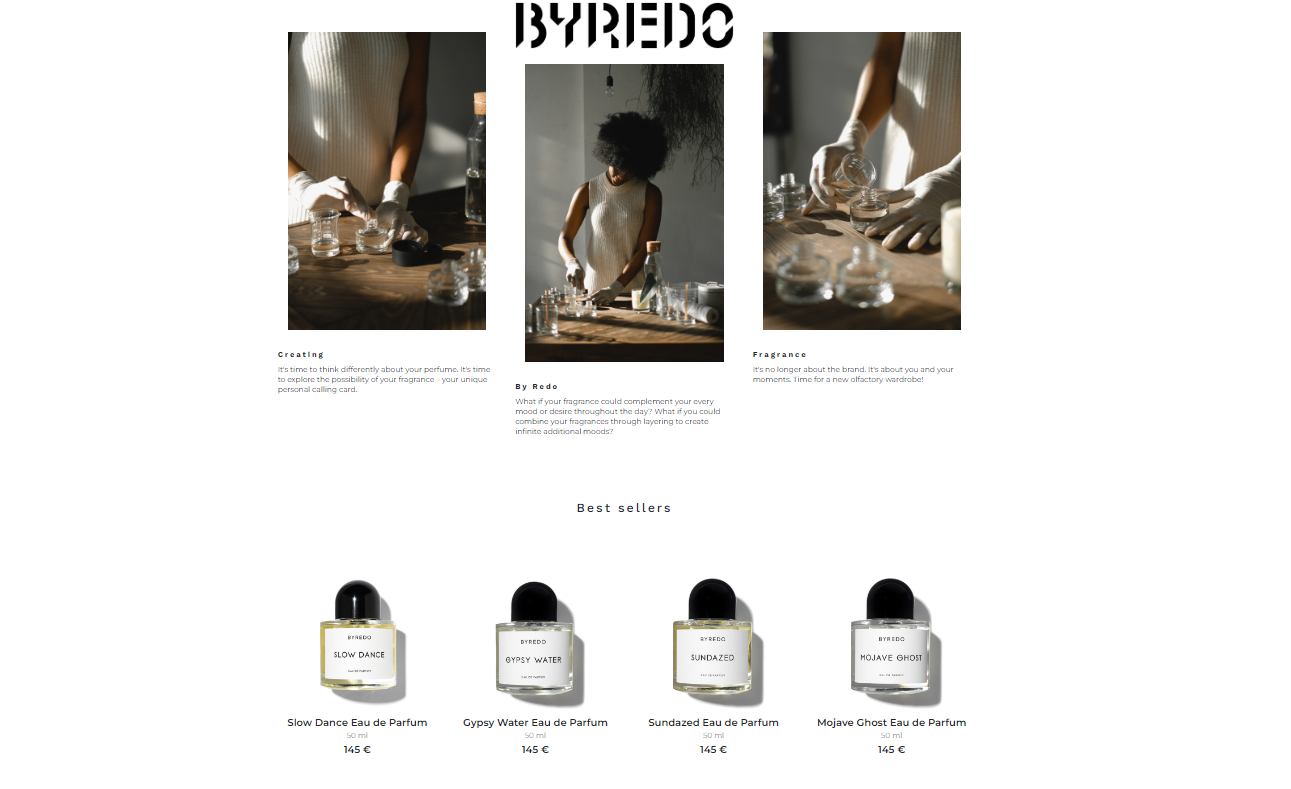 BYREDO
Creating
It's time to think differently about your perfume. It's time
to explore the possibility of your fragrance - your unique
personal calling card.
By Redo
What if your fragrance could complement your every
mood or desire throughout the day? What if you could
combine your fragrances through layering to create
infinite additional moods?
Fragrance
It's no longer about the brand. It's about you and your
moments. Time for a new olfactory wardrobe!
Best sellers
BYREDO
SLOW DANCE
EAU DE PARFUM
BYREDO
GYPSY WATER
EAU DE PARFUM
BYREDO
SUNDAZED
EAU DE PARFUM
BYREDO
MOJAVE GHOST
EAU DE PARFUM
Slow Dance Eau de Parfum
50 ml
145 €
Gypsy Water Eau de Parfum
50 ml
145 €
Sundazed Eau de Parfum
50 ml
145 €
Mojave Ghost Eau de Parfum
50 ml
145 €